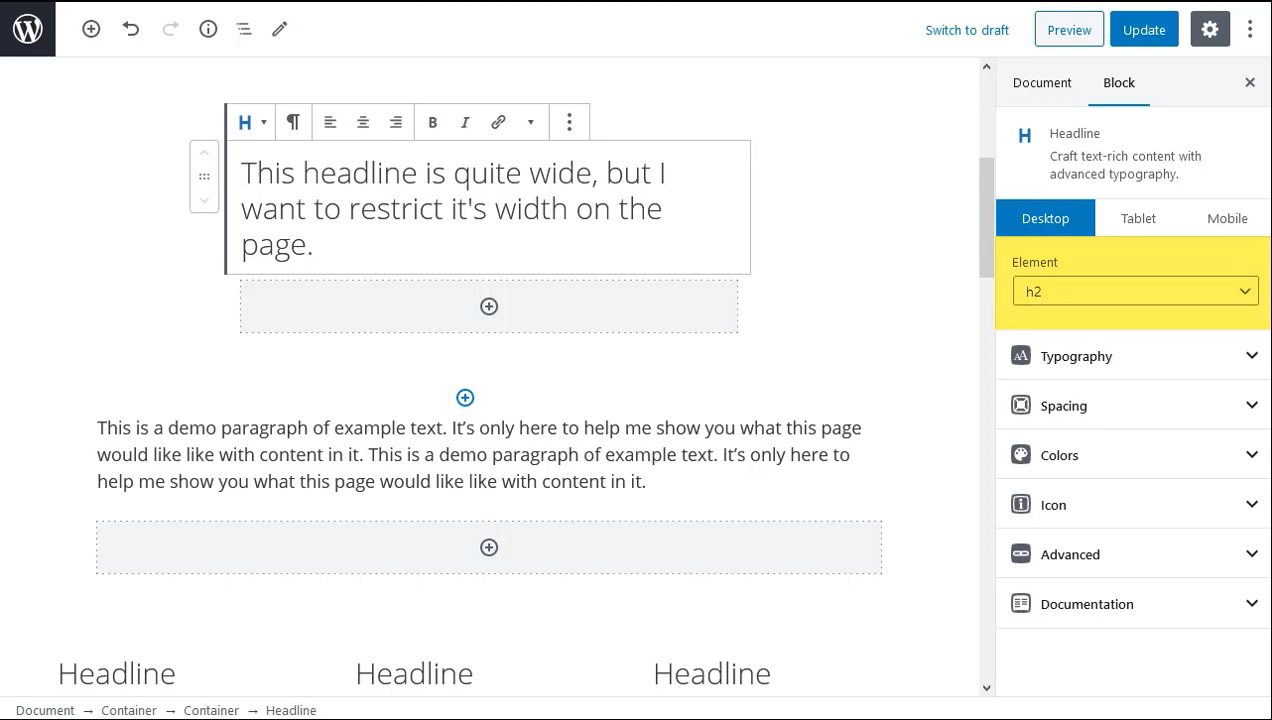 Switch to draft
Preview
Update
H
B
I
This headline is quite wide, but I
want to restrict it's width on the
page.
This is a demo paragraph of example text. It’s only here to help me show you what this page
would like like with content in it. This is a demo paragraph of example text. It’s only here to
help me show you what this page would like like with content in it.
Headline
Headline
Headline
Document
Block
H
Headline
Craft text-rich content with
advanced typography.
Desktop
Tablet
Mobile
Element
h2
Typography
Spacing
Colors
Icon
Advanced
Documentation
Document → Container → Container → Headline